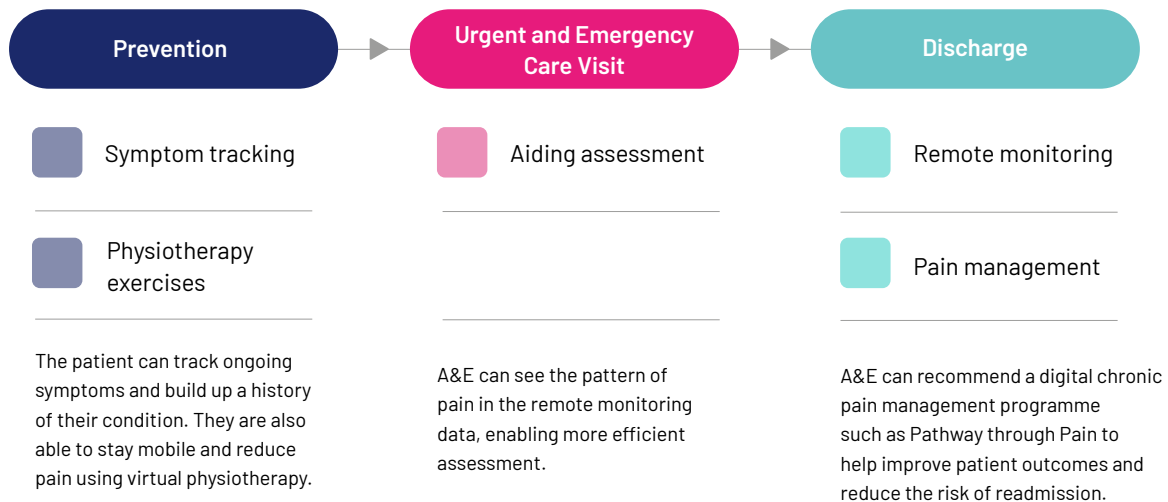 Prevention
Urgent and Emergency
Care Visit
Discharge
Symptom tracking
Aiding assessment
Remote monitoring
Physiotherapy
exercises
Pain management
The patient can track ongoing
symptoms and build up a history
of their condition. They are also
able to stay mobile and reduce
pain using virtual physiotherapy.
A&E can see the pattern of
pain in the remote monitoring
data, enabling more efficient
assessment.
A&E can recommend a digital chronic
pain management programme
such as Pathway through Pain to
help improve patient outcomes and
reduce the risk of readmission.